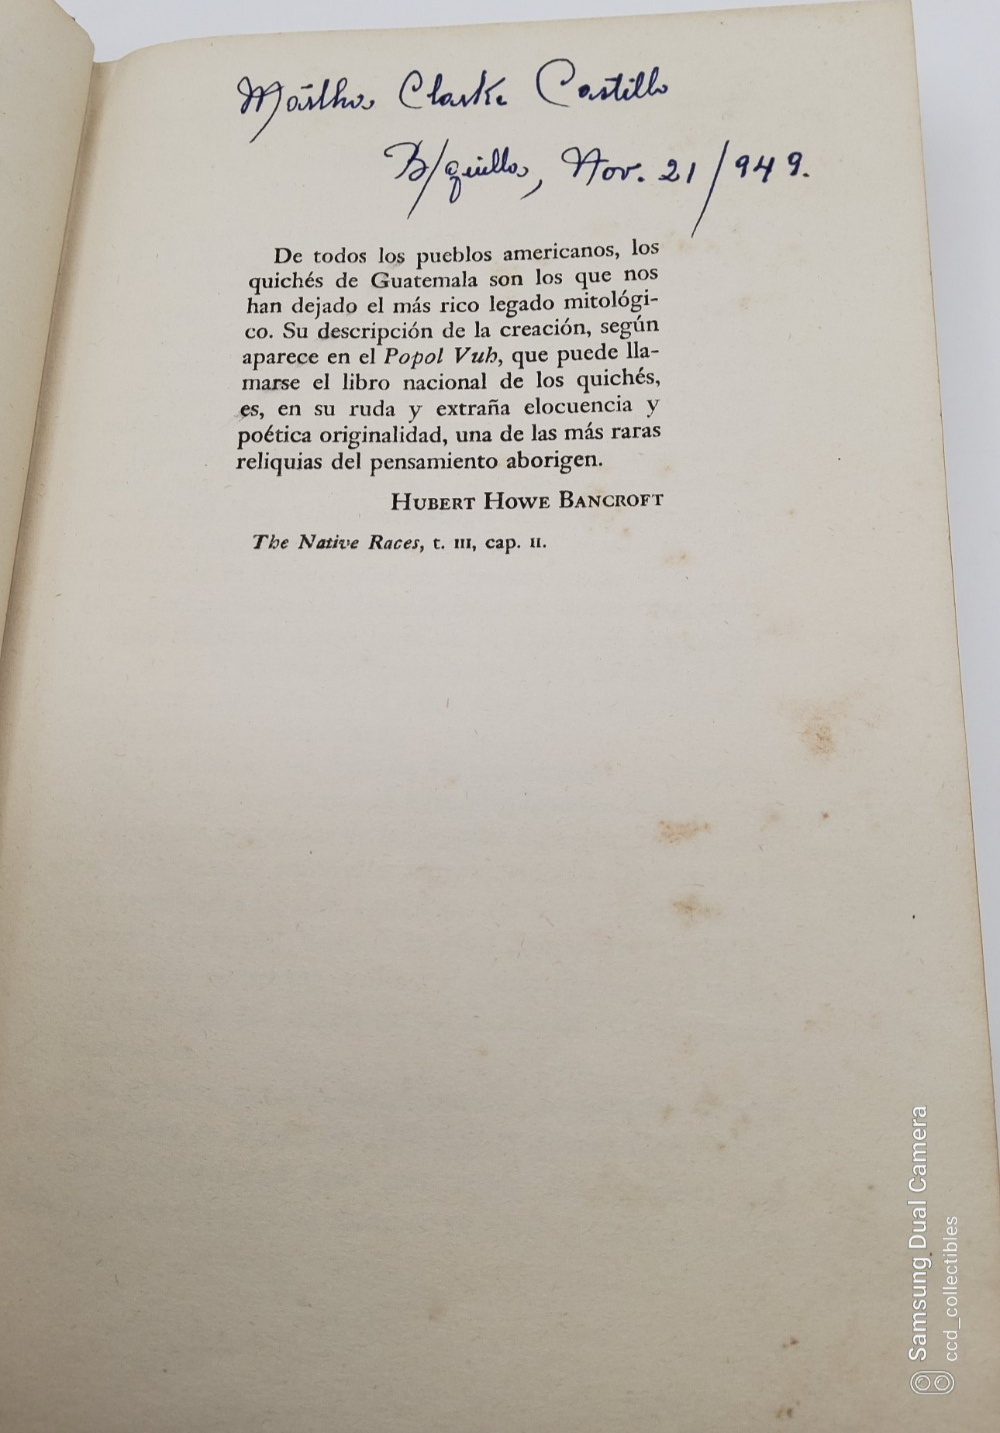 Mártha Clarke Castillo
B/quilla, Nov. 21/949.
De todos los pueblos americanos, los
quichés de Guatemala son los que nos
han dejado el más rico legado mitológi-
co. Su descripción de la creación, según
aparece en el Popol Vuh, que puede lla-
marse el libro nacional de los quichés,
es, en su ruda y extraña elocuencia y
poética originalidad, una de las más raras
reliquias del pensamiento aborigen.
HUBERT HOWE BANCROFT
The Native Races, t. III, cap. II.
Samsung Dual Camera
ccd_collectibles